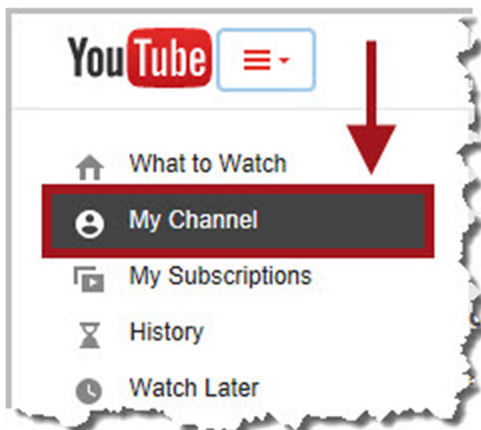 YouTube
What to Watch
My Channel
My Subscriptions
History
Watch Later